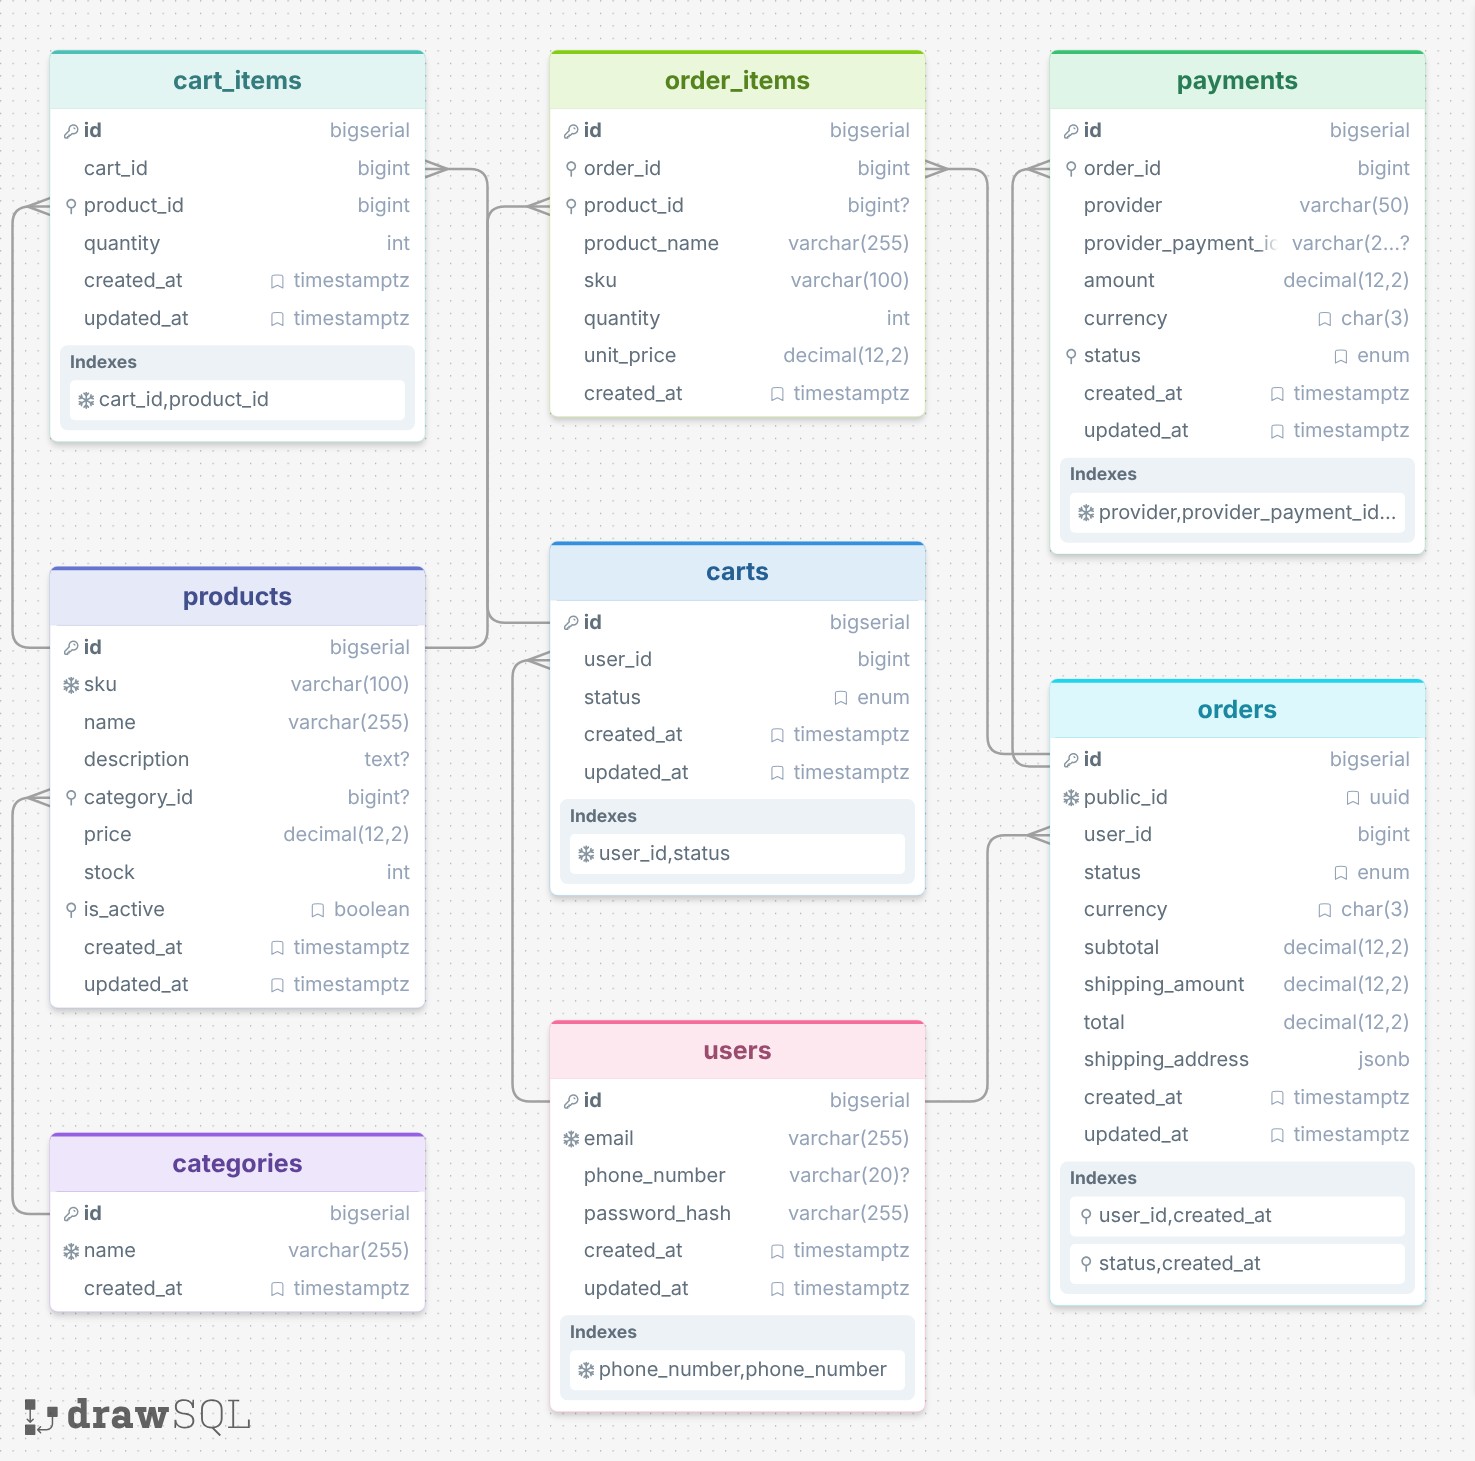 cart_items
id bigserial
cart_id bigint
product_id bigint
quantity int
created_at timestamptz
updated_at timestamptz
Indexes
cart_id,product_id
order_items
id bigserial
order_id bigint
product_id bigint?
product_name varchar(255)
sku varchar(100)
quantity int
unit_price decimal(12,2)
created_at timestamptz
payments
id bigserial
order_id bigint
provider varchar(50)
provider_payment_ic varchar(2...?
amount decimal(12,2)
currency char(3)
status enum
created_at timestamptz
updated_at timestamptz
Indexes
provider,provider_payment_id...
products
id bigserial
sku varchar(100)
name varchar(255)
description text?
category_id bigint?
price decimal(12,2)
stock int
is_active boolean
created_at timestamptz
updated_at timestamptz
carts
id bigserial
user_id bigint
status enum
created_at timestamptz
updated_at timestamptz
Indexes
user_id,status
orders
id bigserial
public_id uuid
user_id bigint
status enum
currency char(3)
subtotal decimal(12,2)
shipping_amount decimal(12,2)
total decimal(12,2)
shipping_address jsonb
created_at timestamptz
updated_at timestamptz
Indexes
user_id,created_at
status,created_at
categories
id bigserial
name varchar(255)
created_at timestamptz
users
id bigserial
email varchar(255)
phone_number varchar(20)?
password_hash varchar(255)
created_at timestamptz
updated_at timestamptz
Indexes
phone_number,phone_number
drawSQL